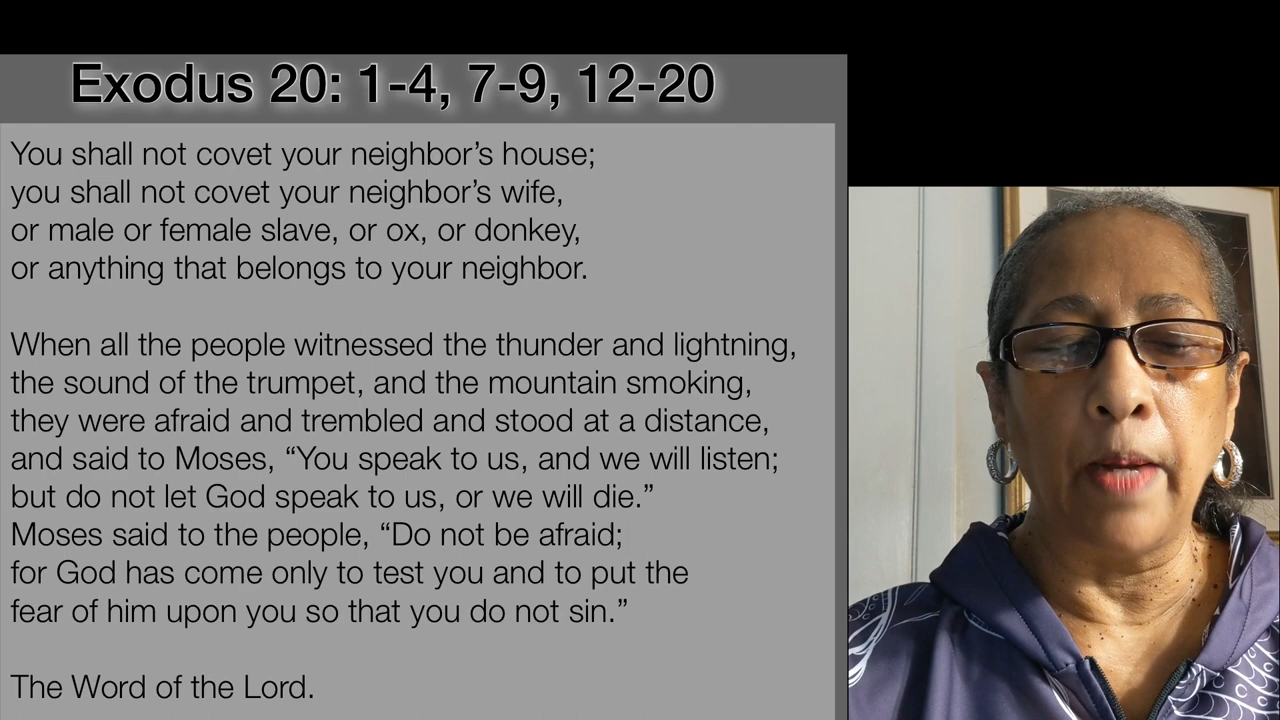 Exodus 20: 1-4, 7-9, 12-20
You shall not covet your neighbor’s house;
you shall not covet your neighbor’s wife,
or male or female slave, or ox, or donkey,
or anything that belongs to your neighbor.
When all the people witnessed the thunder and lightning,
the sound of the trumpet, and the mountain smoking,
they were afraid and trembled and stood at a distance,
and said to Moses, “You speak to us, and we will listen;
but do not let God speak to us, or we will die.”
Moses said to the people, “Do not be afraid;
for God has come only to test you and to put the
fear of him upon you so that you do not sin.”
The Word of the Lord.